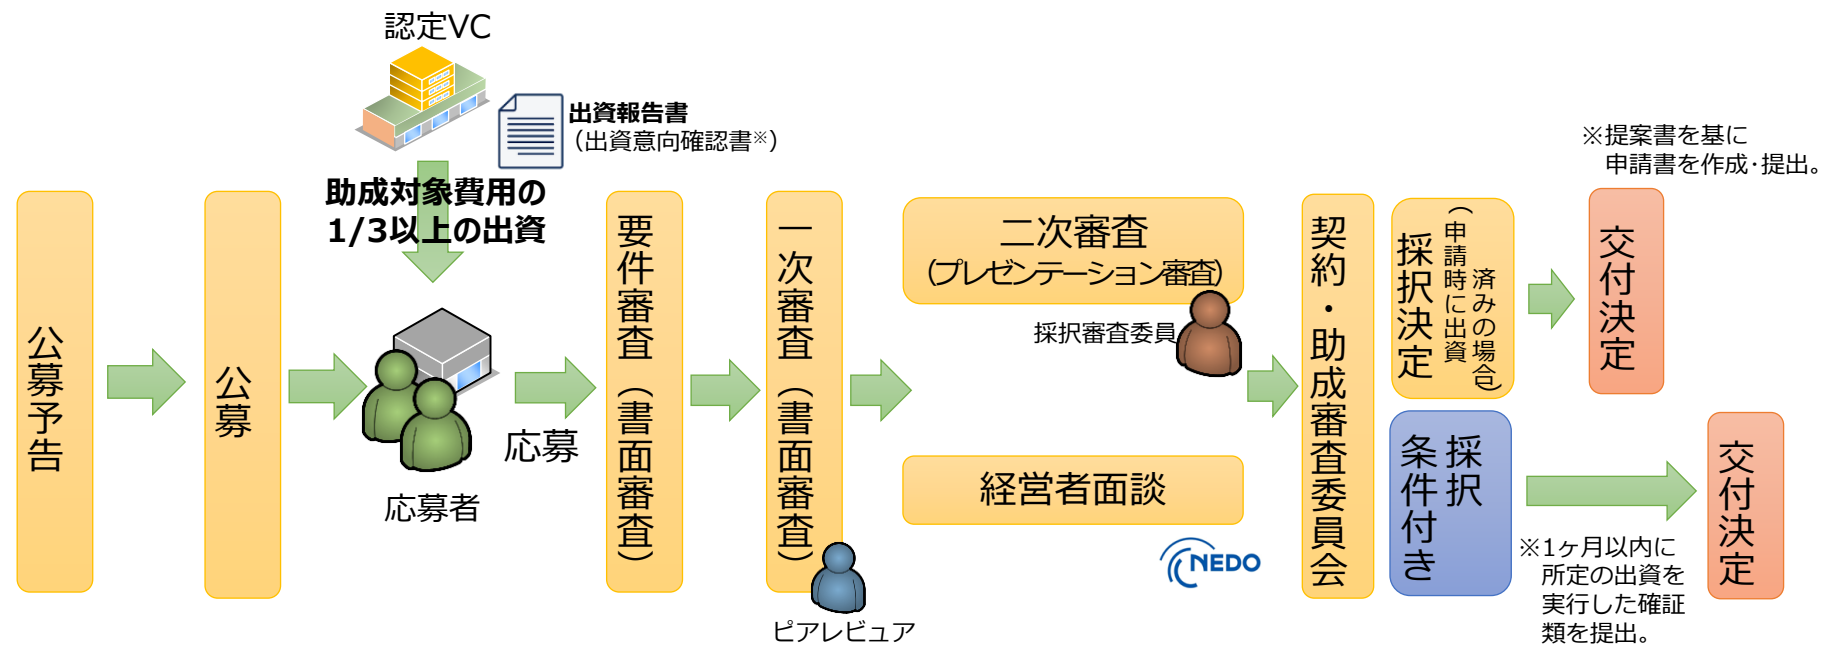 認定VC
出資報告書
（出資意向確認書※）
助成対象費用の
1/3以上の出資
公募予告
公募
応募者
応募
要件審査（書面審査）
一次審査（書面審査）
ピアレビュア
二次審査
（プレゼンテーション審査）
採択審査委員
経営者面談
NEDO
契約・助成審査委員会
採択決定
（申請時に出資
済みの場合）
※提案書を基に
申請書を作成・提出。
交付決定
条件付き
採択
※1ヶ月以内に
所定の出資を
実行した確証
類を提出。
交付決定